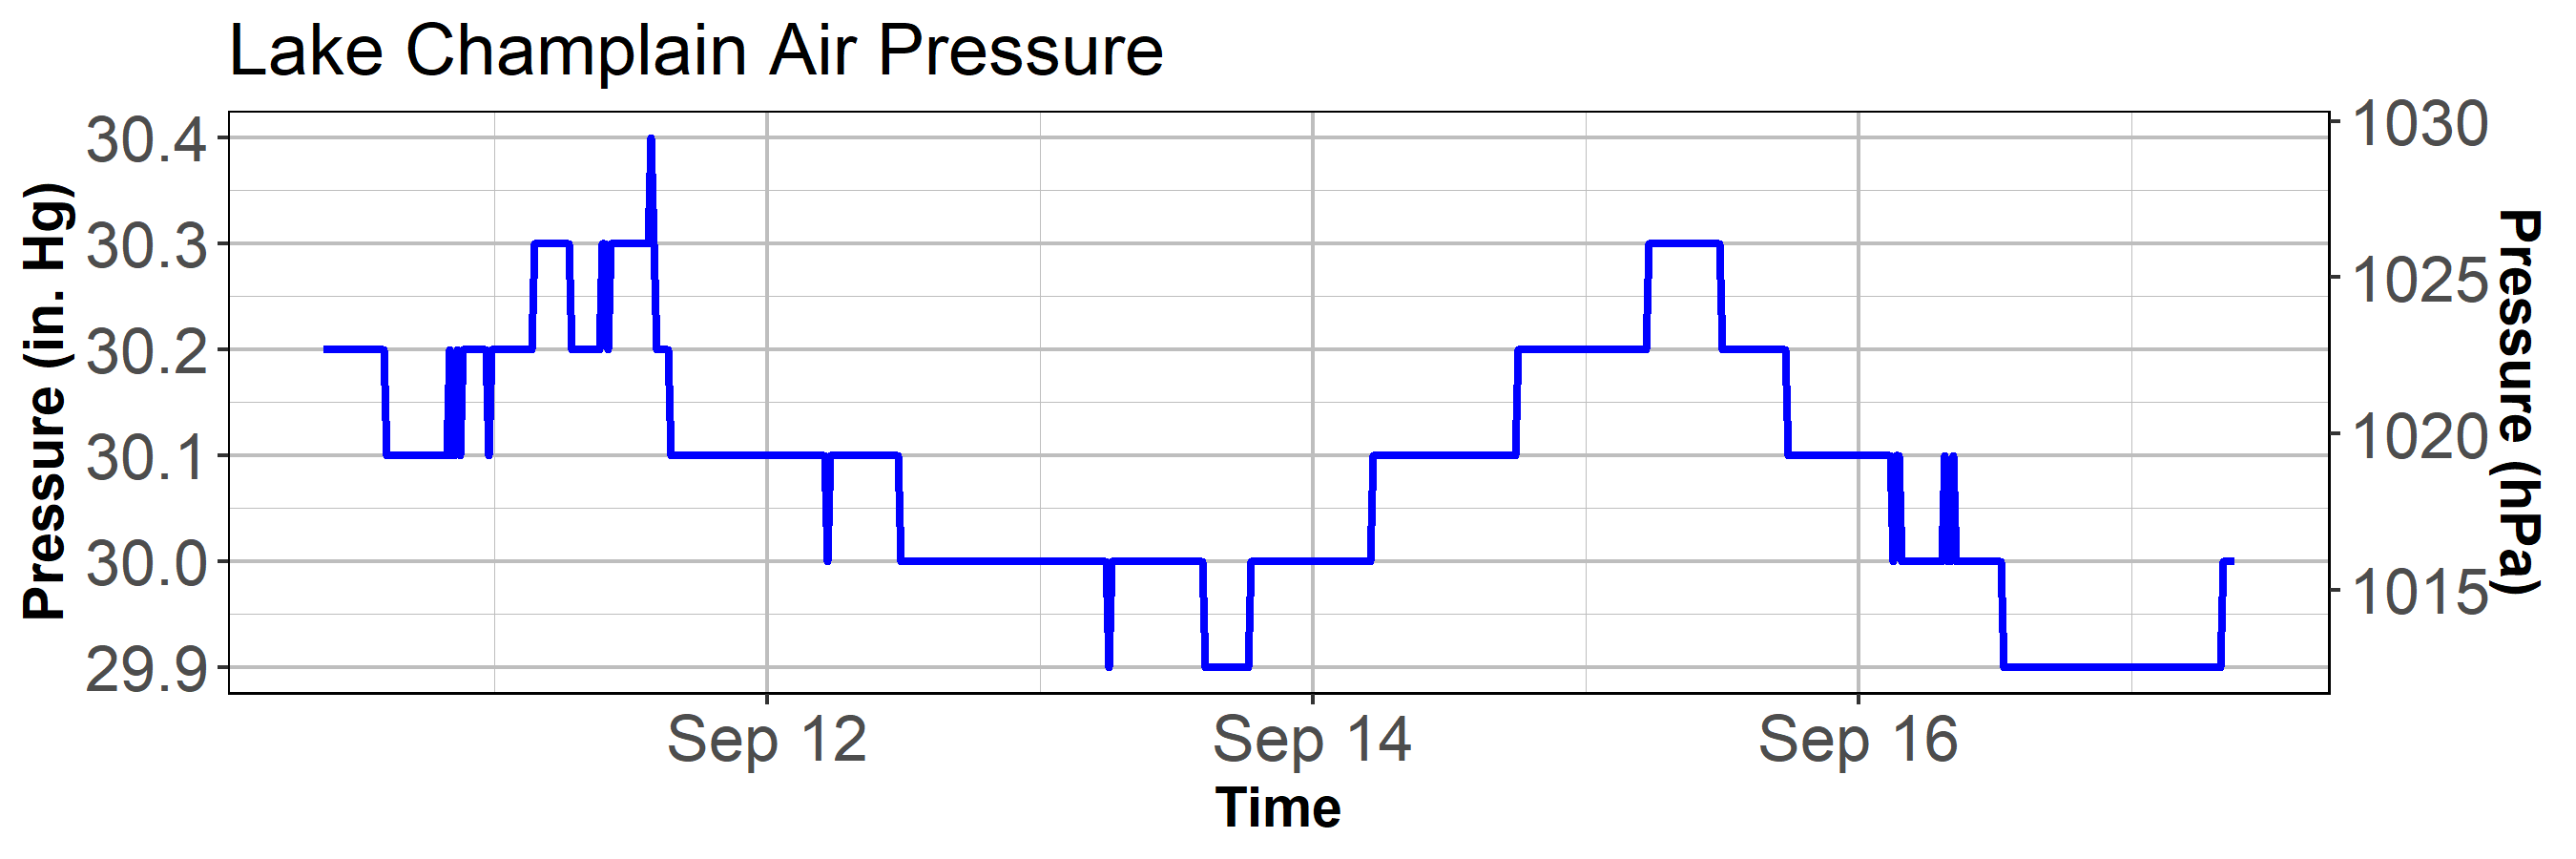 Lake Champlain Air Pressure
Pressure (in. Hg)
30.4
30.3
30.2
30.1
30.0
29.9
1030
1025
1020
1015
Pressure (hPa)
Sep 12 Sep 14 Sep 16
Time